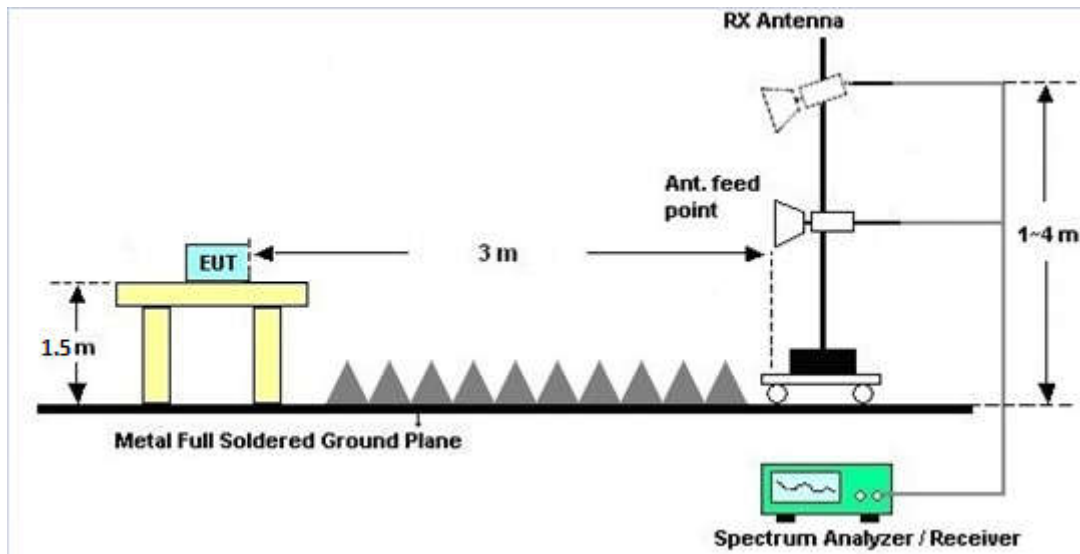 RX Antenna
Ant. feed
point
3 m
1~4 m
EUT
1.5 m
Metal Full Soldered Ground Plane
Spectrum Analyzer / Receiver